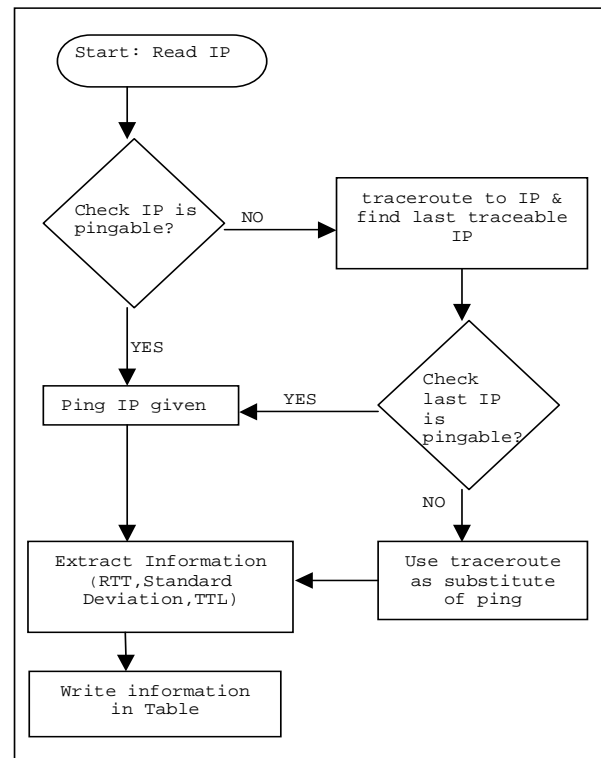 Start: Read IP
Check IP is
pingable?
NO
traceroute to IP &
find last traceable
IP
YES
Check
last IP
is
pingable?
YES
Ping IP given
NO
Extract Information
(RTT,Standard
Deviation,TTL)
Use traceroute
as substitute
of ping
Write information
in Table